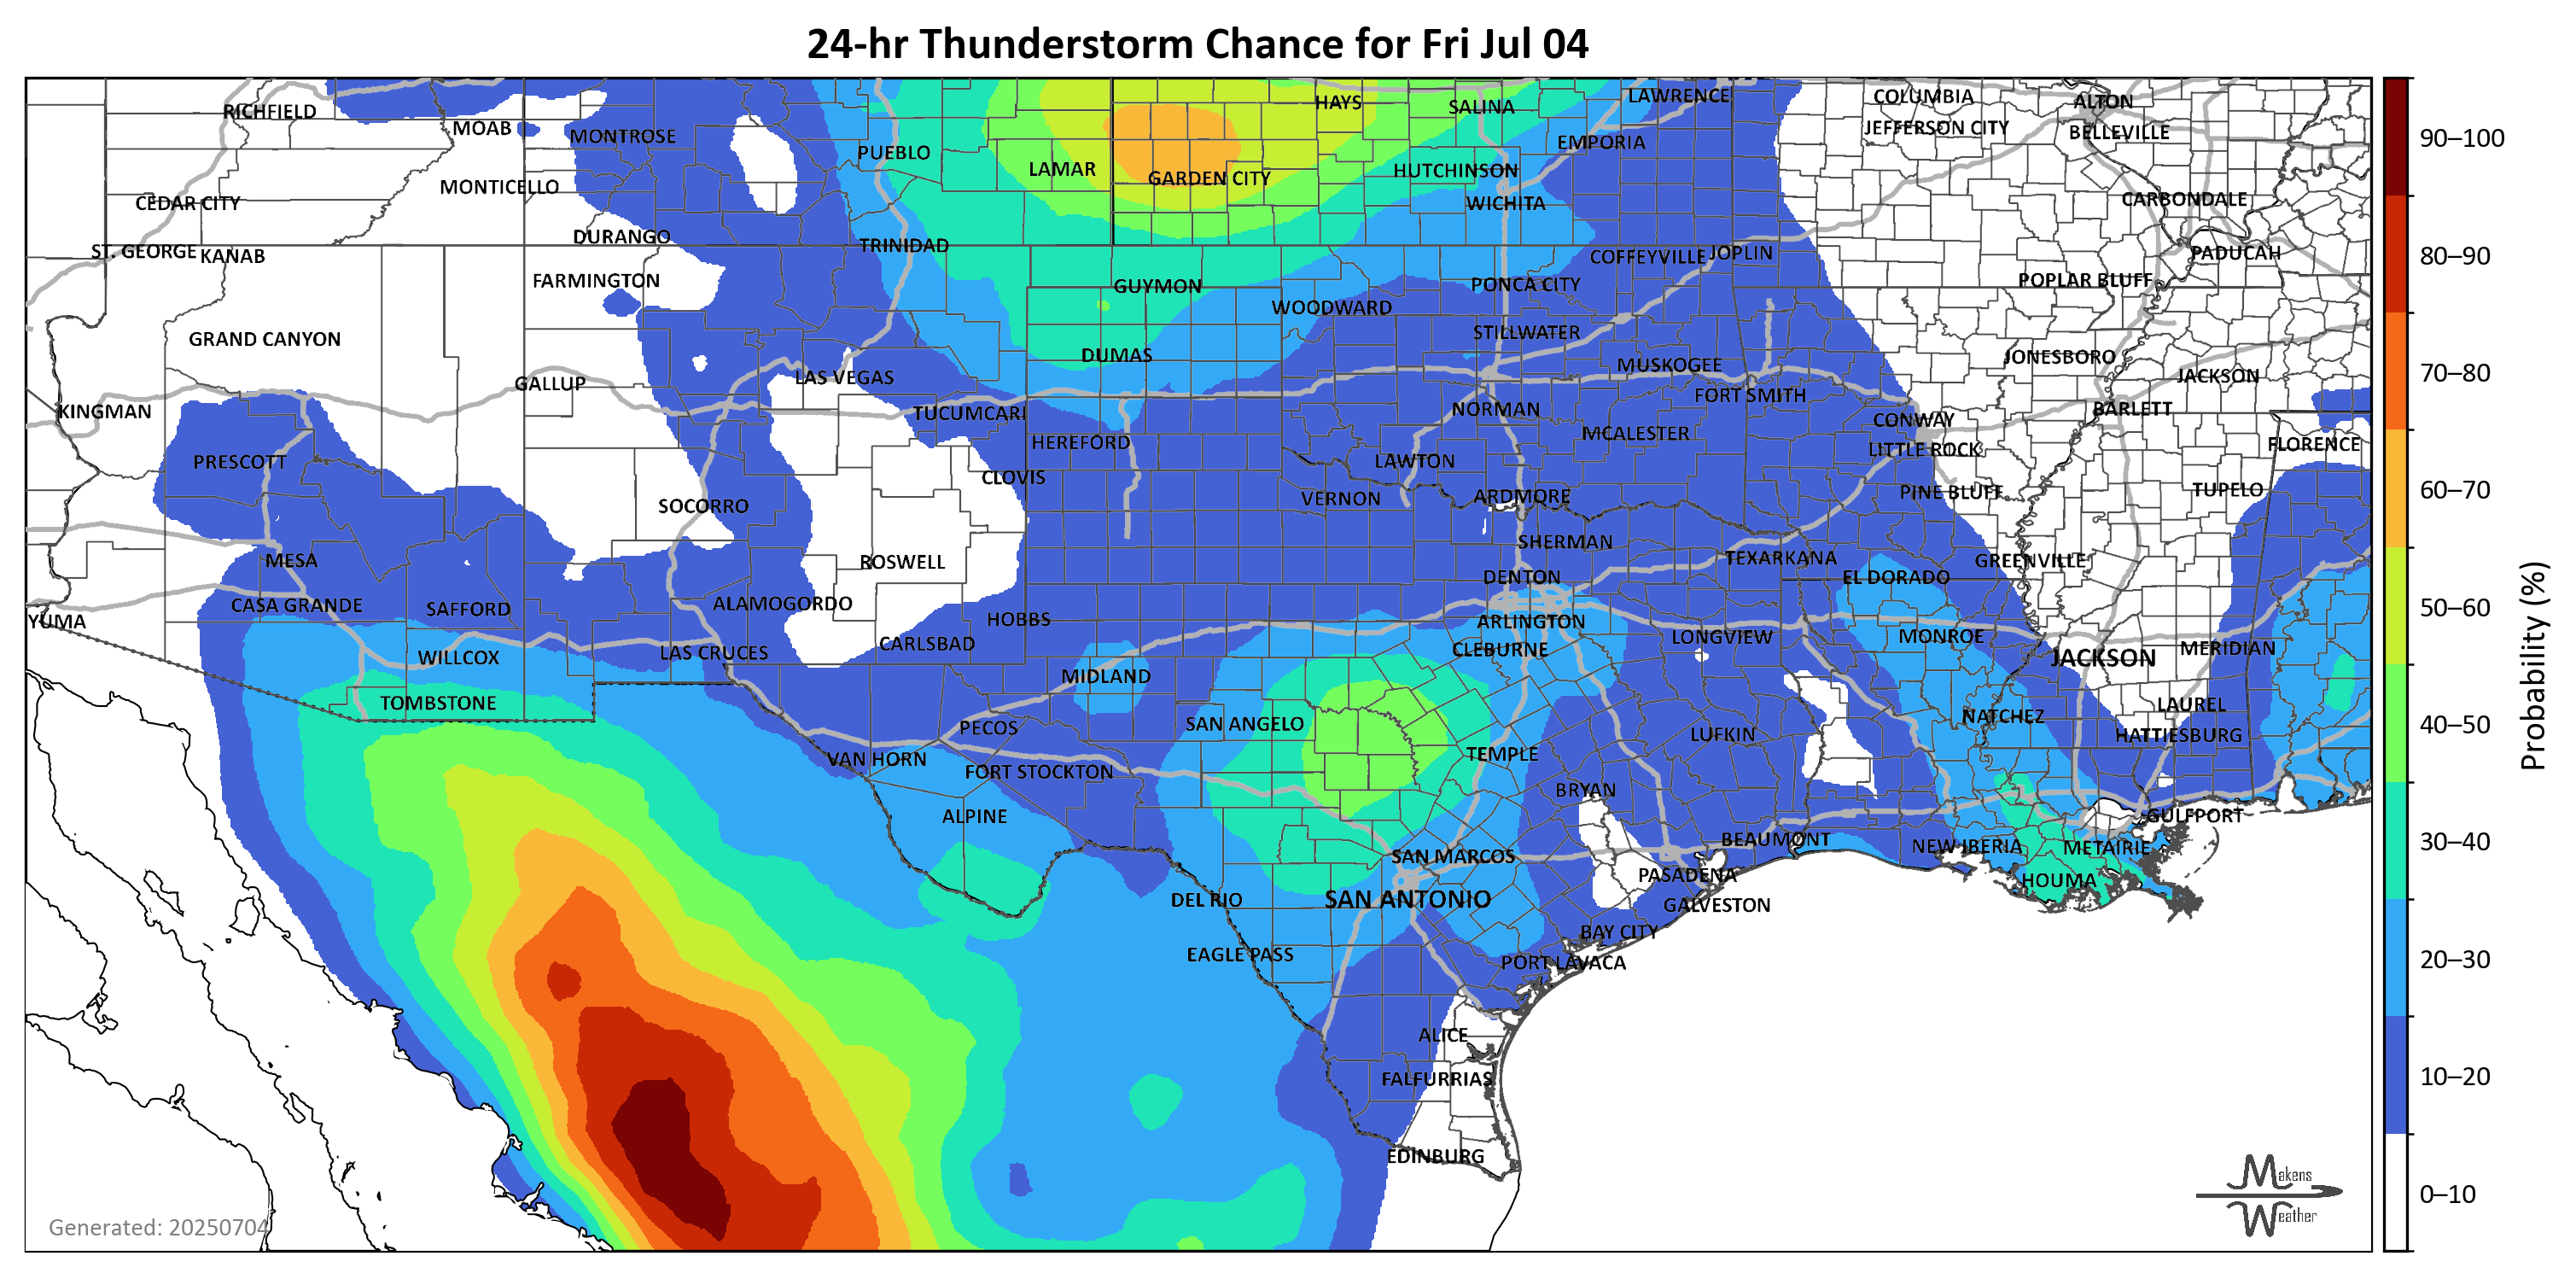 24-hr Thunderstorm Chance for Fri Jul 04
RICHFIELD
MOAB
MONTROSE
PUEBLO
LAMAR
GARDEN CITY
HAYS
SALINA
LAWRENCE
COLUMBIA
ALTON
JEFFERSON CITY
BELLEVILLE
EMPORIA
HUTCHINSON
MONTICELLO
CEDAR CITY
WICHITA
CARBONDALE
ST. GEORGE
KANAB
DURANGO
TRINIDAD
COFFEYVILLE
JOPLIN
PADUCAH
FARMINGTON
GUYMON
PONCA CITY
POPLAR BLUFF
WOODWARD
GRAND CANYON
STILLWATER
DUMAS
JONESBORO
MUSKOGEE
JACKSON
GALLUP
LAS VEGAS
FORT SMITH
KINGMAN
TUCUMCARI
NORMAN
BARLETT
CONWAY
HEREFORD
MCALESTER
LITTLE ROCK
FLORENCE
PRESCOTT
LAWTON
CLOVIS
SOCORRO
VERNON
ARDMORE
PINE BLUFF
TUPELO
SHERMAN
MESA
ROSWELL
TEXARKANA
GREENVILLE
DENTON
EL DORADO
CASA GRANDE
SAFFORD
ALAMOGORDO
YUMA
HOBBS
ARLINGTON
CARLSBAD
LONGVIEW
MONROE
WILLCOX
LAS CRUCES
CLEBURNE
JACKSON
MERIDIAN
MIDLAND
TOMBSTONE
LAUREL
PECOS
SAN ANGELO
NATCHEZ
LUFKIN
HATTIESBURG
VAN HORN
FORT STOCKTON
TEMPLE
BRYAN
ALPINE
GULFPORT
BEAUMONT
NEW IBERIA
METAIRIE
SAN MARCOS
PASADENA
HOUMA
DEL RIO
SAN ANTONIO
GALVESTON
BAY CITY
EAGLE PASS
PORT LAVACA
ALICE
FALFURRIAS
EDINBURG
Generated: 20250704
Makens
Weather
90–100
80–90
70–80
60–70
50–60
40–50
30–40
20–30
10–20
0–10
Probability (%)